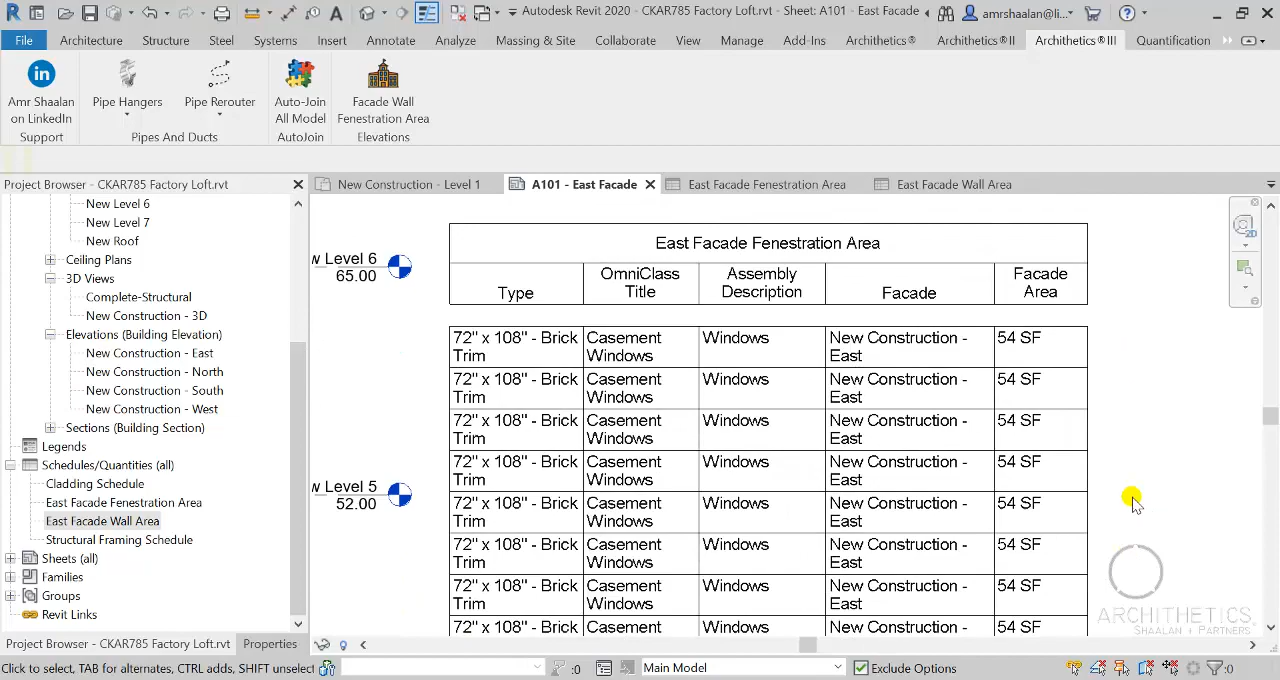 Autodesk Revit 2020 - CKAR785 Factory Loft.rvt - Sheet: A101 - East Facade
amrshaalan@li...
File Architecture Structure Steel Systems Insert Annotate Analyze Massing & Site Collaborate View Manage Add-Ins Archithetics® Archithetics®II Archithetics®III Quantification
Amr Shaalan on LinkedIn
Pipe Hangers
Pipe Rerouter
Auto-Join All Model
Facade Wall Fenestration Area
Support Pipes And Ducts AutoJoin Elevations
Project Browser - CKAR785 Factory Loft.rvt
New Construction - Level 1 A101 - East Facade East Facade Fenestration Area East Facade Wall Area
New Level 6
New Level 7
New Roof
Ceiling Plans
3D Views
Complete-Structural
New Construction - 3D
Elevations (Building Elevation)
New Construction - East
New Construction - North
New Construction - South
New Construction - West
Sections (Building Section)
Legends
Schedules/Quantities (all)
Cladding Schedule
East Facade Fenestration Area
East Facade Wall Area
Structural Framing Schedule
Sheets (all)
Families
Groups
Revit Links
Project Browser - CKAR785 Factory Loft.rvt Properties
w Level 6
65.00
w Level 5
52.00
East Facade Fenestration Area
Type OmniClass Title Assembly Description Facade Facade Area
72" x 108" - Brick Trim Casement Windows Windows New Construction - East 54 SF
72" x 108" - Brick Trim Casement Windows Windows New Construction - East 54 SF
72" x 108" - Brick Trim Casement Windows Windows New Construction - East 54 SF
72" x 108" - Brick Trim Casement Windows Windows New Construction - East 54 SF
72" x 108" - Brick Trim Casement Windows Windows New Construction - East 54 SF
72" x 108" - Brick Trim Casement Windows Windows New Construction - East 54 SF
72" x 108" - Brick Trim Casement Windows Windows New Construction - East 54 SF
72" x 108" - Brick Casement Windows New Construction - 54 SF
2D
ARCHITHETICS
SHAALAN + PARTNERS
Click to select, TAB for alternates, CTRL adds, SHIFT unselect :0 Main Model Exclude Options :0